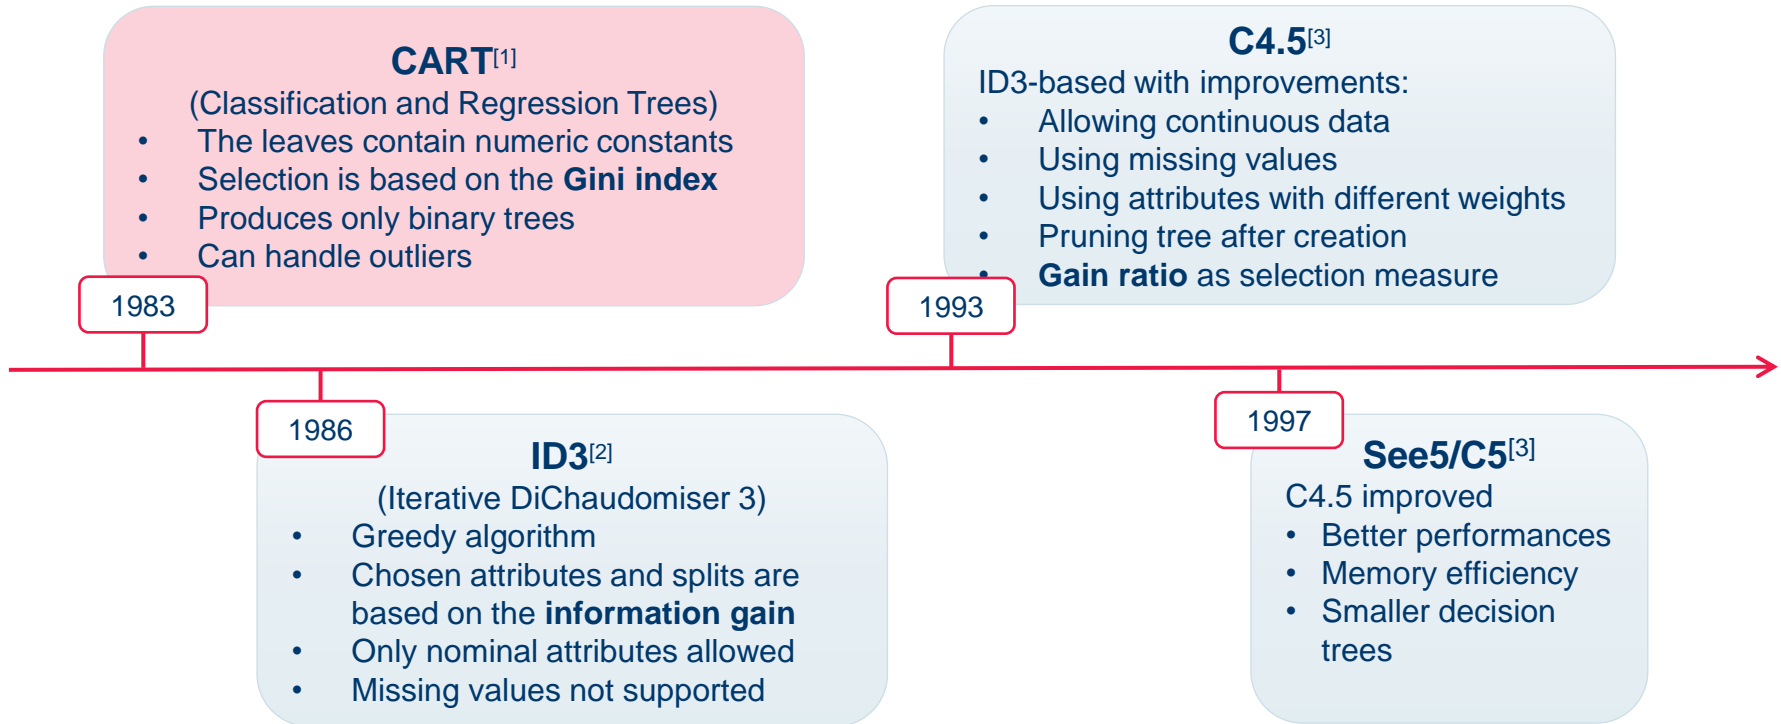 CART[1]
(Classification and Regression Trees)
• The leaves contain numeric constants
• Selection is based on the Gini index
• Produces only binary trees
• Can handle outliers
1983
C4.5[3]
ID3-based with improvements:
• Allowing continuous data
• Using missing values
• Using attributes with different weights
• Pruning tree after creation
• Gain ratio as selection measure
1993
1986
ID3[2]
(Iterative DiChaudomiser 3)
• Greedy algorithm
• Chosen attributes and splits are
based on the information gain
• Only nominal attributes allowed
• Missing values not supported
1997
See5/C5[3]
C4.5 improved
• Better performances
• Memory efficiency
• Smaller decision
trees